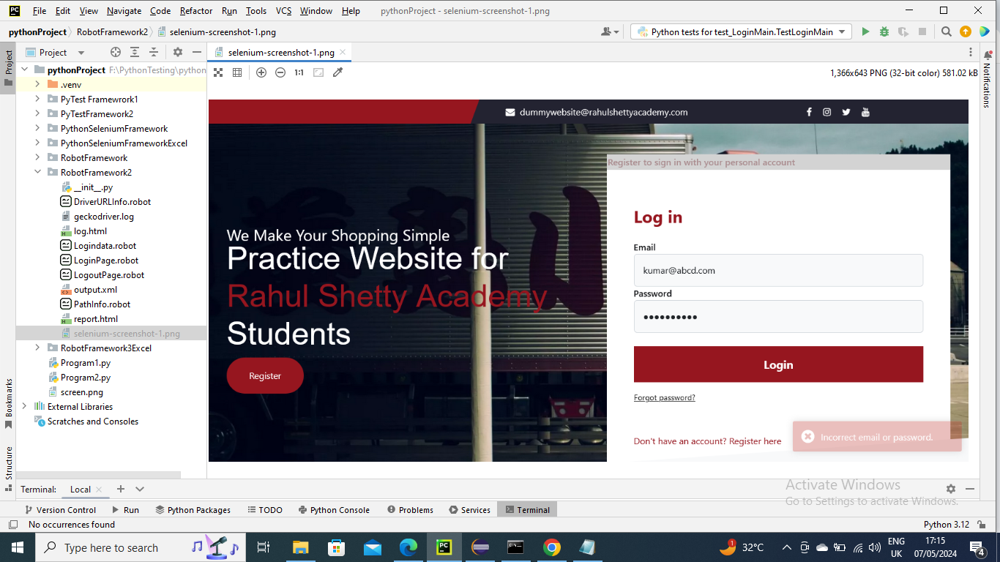 PC File Edit View Navigate Code Refactor Run Tools VCS Window Help pythonProject - selenium-screenshot-1.png
pythonProject RobotFramework2 selenium-screenshot-1.png Python tests for test_LoginMain.TestLoginMain
Project
Project
selenium-screenshot-1.png
Notifications
pythonProject F:\PythonTesting\python
1:1
1,366x643 PNG (32-bit color) 581.02 kB
.venv
PyTest Framewrork1
PyTestFramework2
PythonSeleniumFramework
PythonSeleniumFrameworkExcel
RobotFramework
RobotFramework2
__init__.py
DriverURLInfo.robot
geckodriver.log
log.html
Logindata.robot
LoginPage.robot
LogoutPage.robot
output.xml
PathInfo.robot
report.html
selenium-screenshot-1.png
RobotFramework3Excel
Program1.py
Program2.py
screen.png
External Libraries
Scratches and Consoles
dummywebsite@rahulshettyacademy.com
Register to sign in with your personal account
We Make Your Shopping Simple
Practice Website for
Rahul Shetty Academy
Students
Register
Log in
Email
kumar@abcd.com
Password
Login
Forgot password?
Don't have an account? Register here
Incorrect email or password.
Bookmarks
Structure
Terminal: Local
Activate Windows
Go to Settings to activate Windows.
Version Control Run Python Packages TODO Python Console Problems Services Terminal
No occurrences found Python 3.12
Type here to search
PC
32°C
ENG
UK
17:15
07/05/2024
1
4